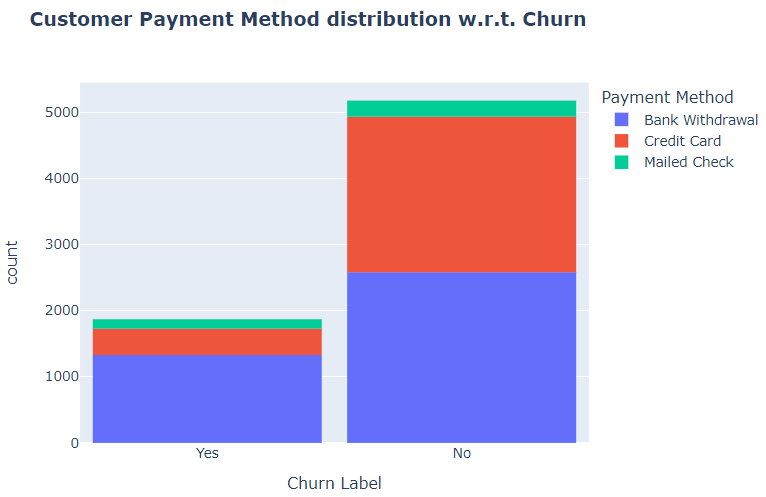 Customer Payment Method distribution w.r.t. Churn
Payment Method
Bank Withdrawal
Credit Card
Mailed Check
5000
4000
3000
2000
1000
0
count
Yes
No
Churn Label